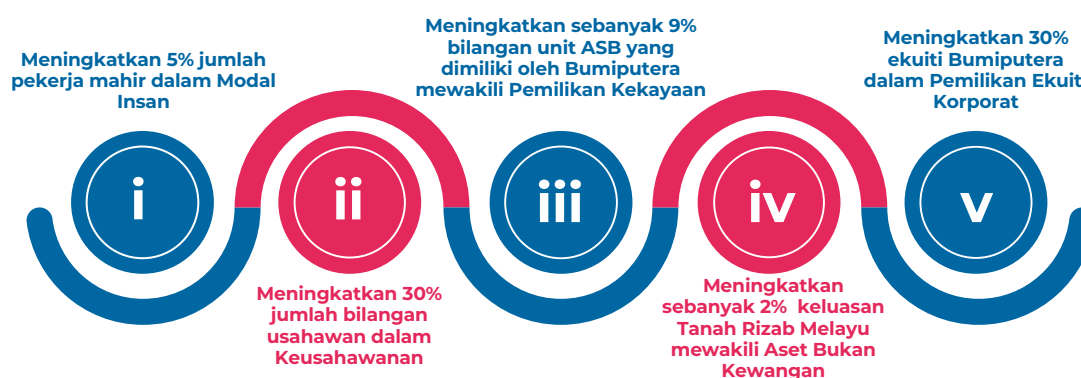 Meningkatkan 5% jumlah
pekerja mahir dalam Modal
Insan
i
Meningkatkan 30%
jumlah bilangan
usahawan dalam
Keusahawanan
ii
Meningkatkan sebanyak 9%
bilangan unit ASB yang
dimiliki oleh Bumiputera
mewakili Pemilikan Kekayaan
iii
Meningkatkan
sebanyak 2% keluasan
Tanah Rizab Melayu
mewakili Aset Bukan
Kewangan
iv
Meningkatkan 30%
ekuiti Bumiputera
dalam Pemilikan Ekuit
Korporat
v